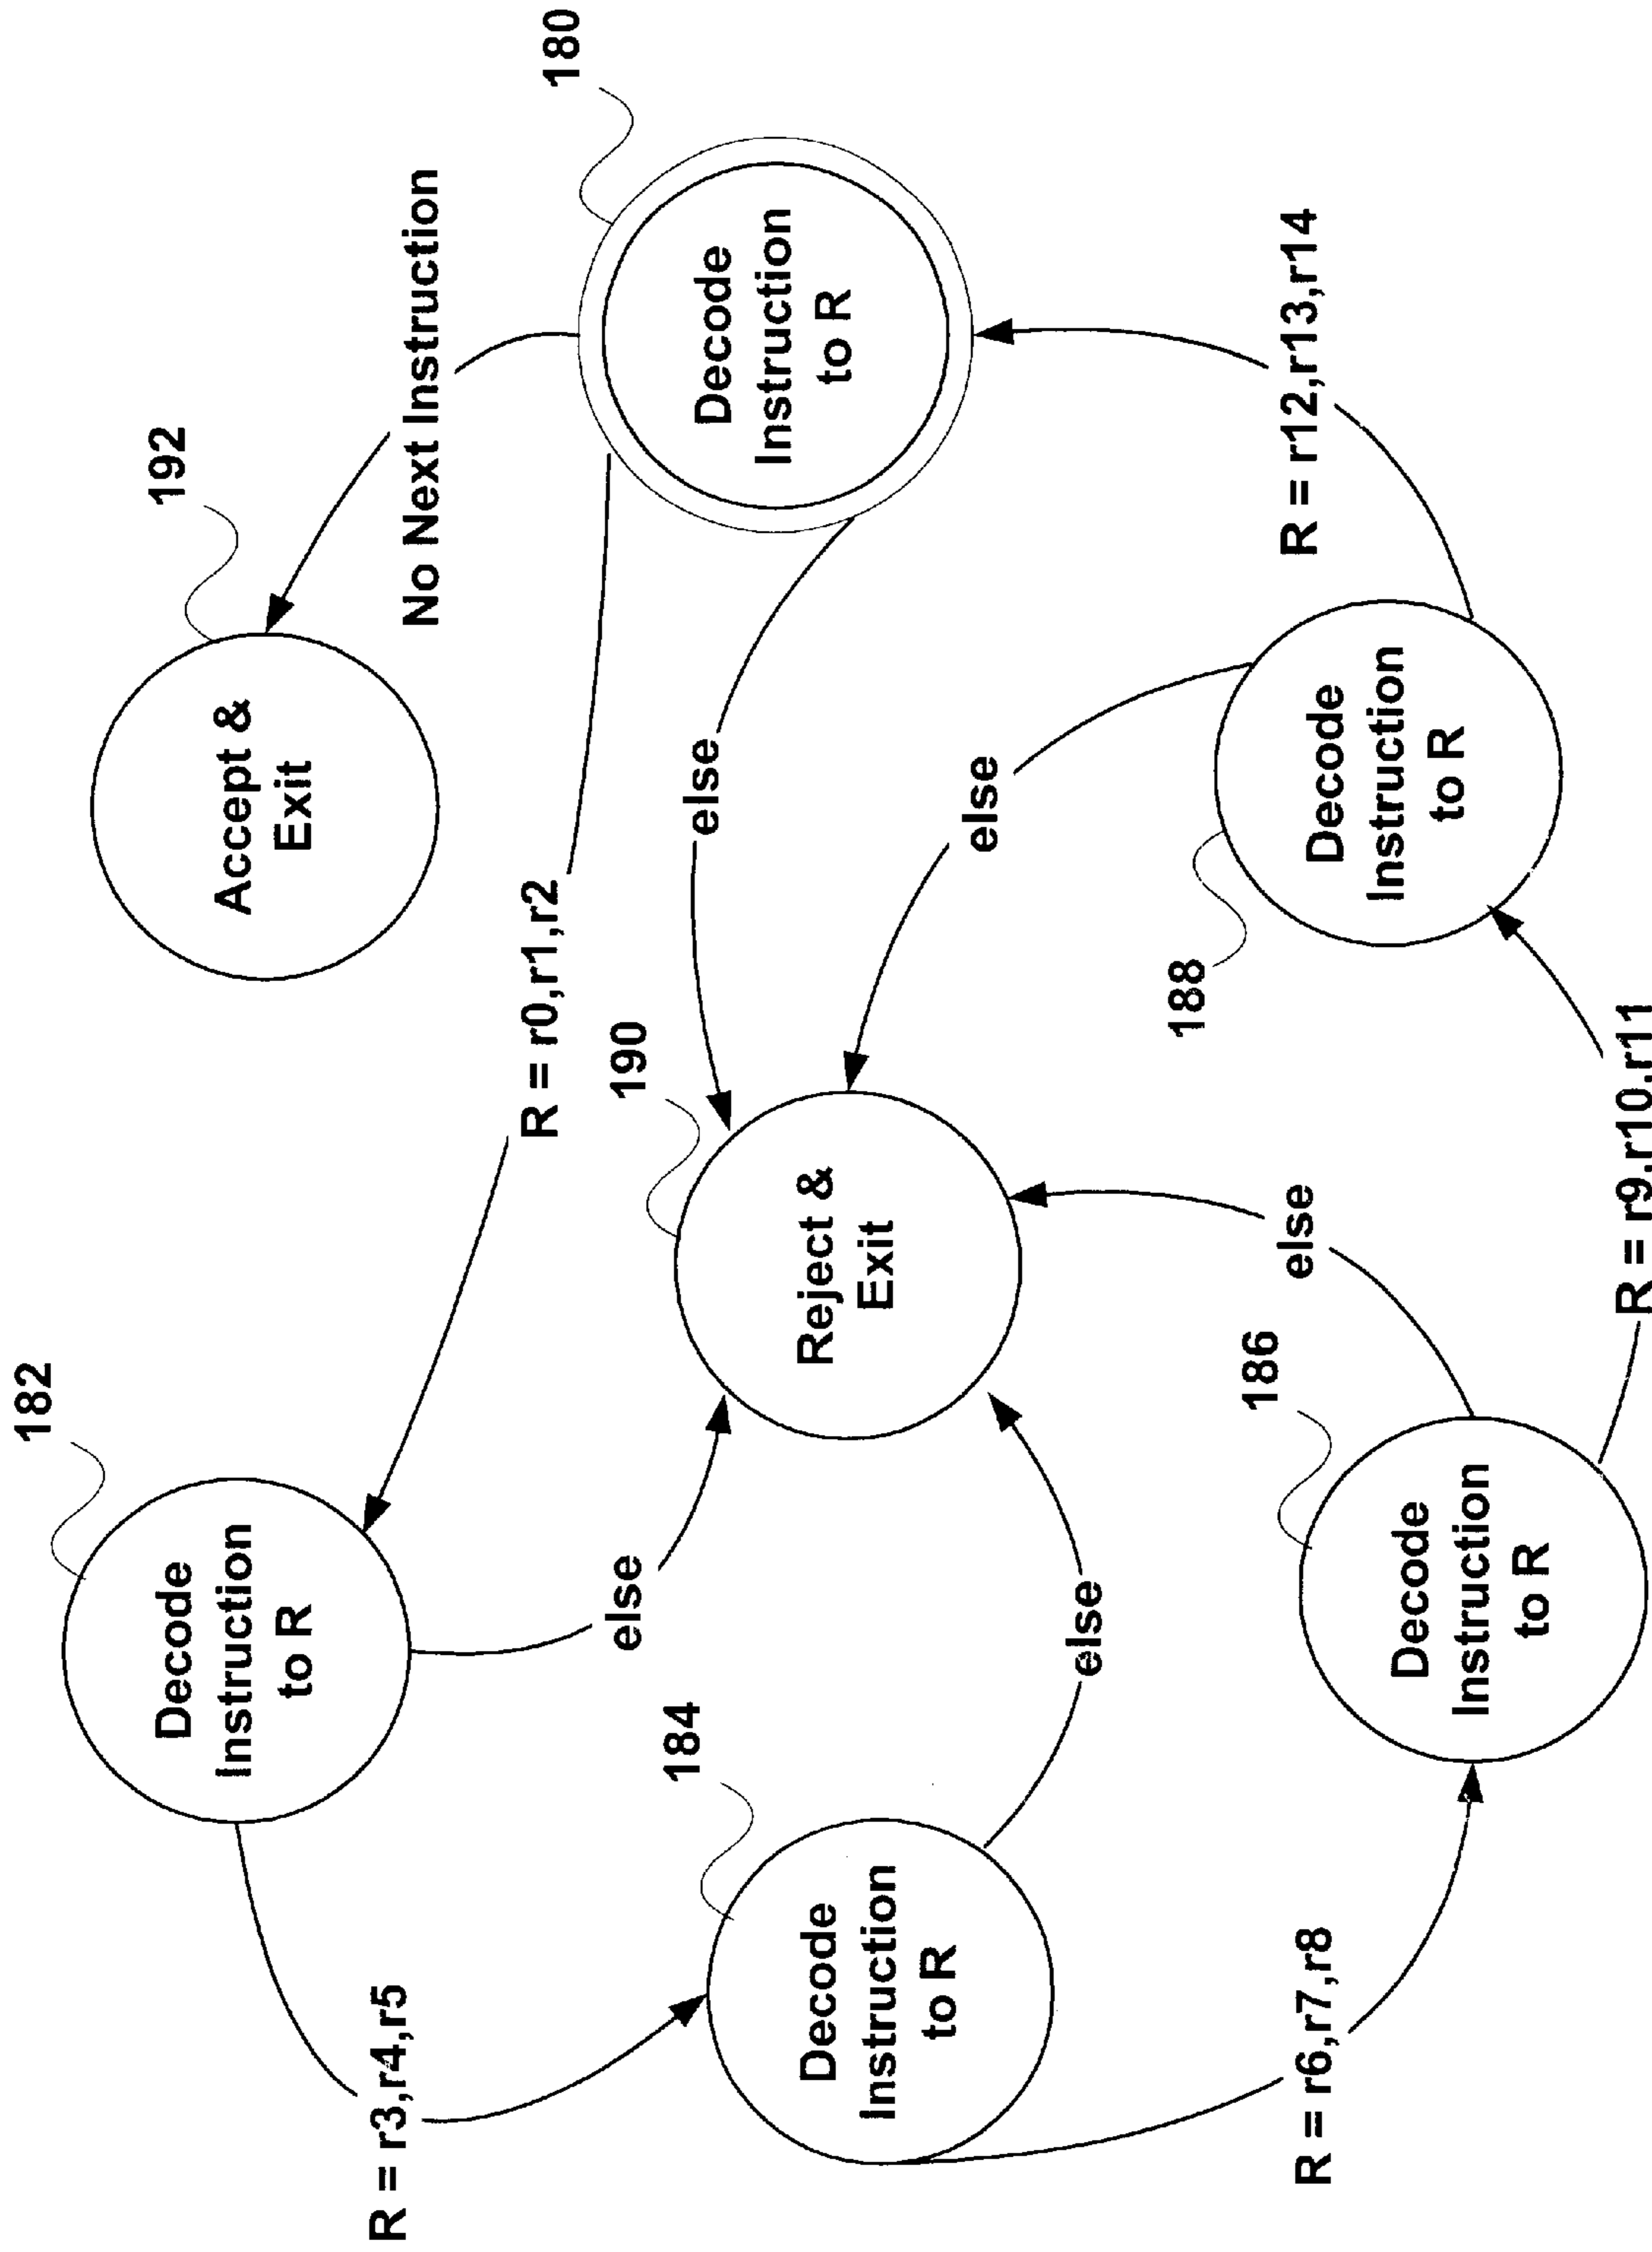 182
192
Decode
Instruction
to R
Accept &
Exit
R = r3,r4,r5
No Next Instruction
R = r0,r1,r2
180
else
190
184
else
Decode
Instruction
to R
Reject &
Exit
Decode
Instruction
to R
else
else
188
186
else
R = r12,r13,r14
R = r6,r7,r8
Decode
Instruction
to R
Decode
Instruction
to R
R = r9,r10,r11